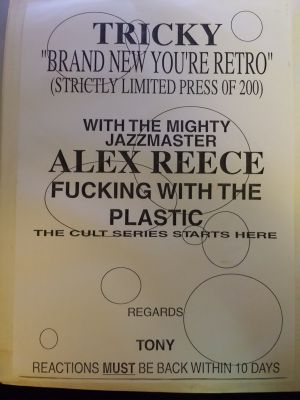 TRICKY
"BRAND NEW YOU'RE RETRO"
(STRICTLY LIMITED PRESS OF 200)
WITH THE MIGHTY
JAZZMASTER
ALEX REECE
FUCKING WITH THE
PLASTIC
THE CULT SERIES STARTS HERE
REGARDS
TONY
REACTIONS MUST BE BACK WITHIN 10 DAYS